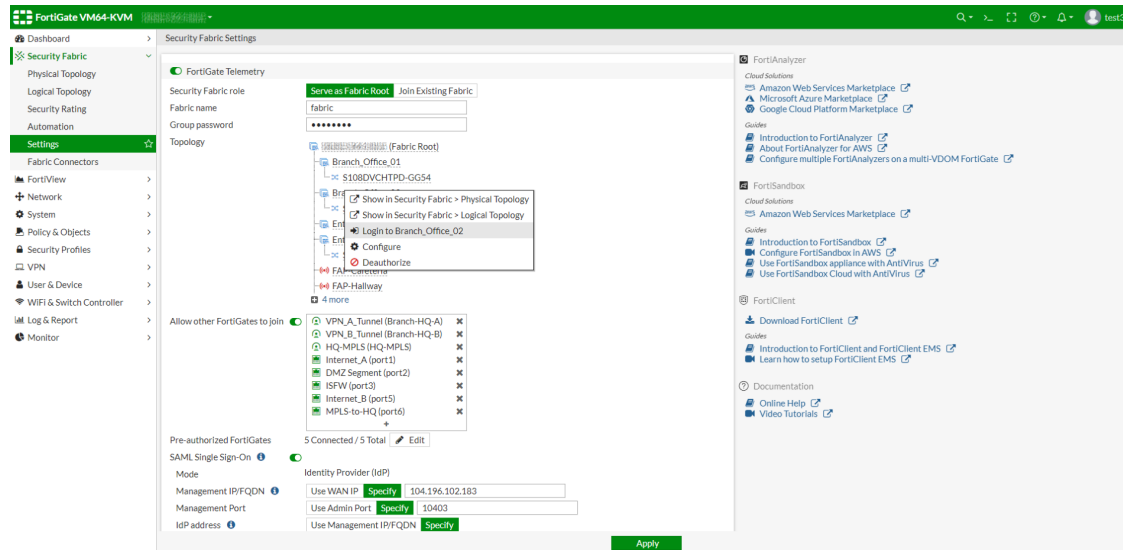 FortiGate VM64-KVM
test3
Dashboard
Security Fabric
Physical Topology
Logical Topology
Security Rating
Automation
Settings
Fabric Connectors
FortiView
Network
System
Policy & Objects
Security Profiles
VPN
User & Device
WiFi & Switch Controller
Log & Report
Monitor
Security Fabric Settings
FortiGate Telemetry
Security Fabric role Serve as Fabric Root Join Existing Fabric
Fabric name fabric
Group password ••••••••
Topology (Fabric Root)
Branch_Office_01
S108DVCHTPD-GG54
Show in Security Fabric > Physical Topology
Show in Security Fabric > Logical Topology
Login to Branch_Office_02
Configure
Deauthorize
FAP-Cafeteria
FAP-Hallway
4 more
Allow other FortiGates to join
VPN_A_Tunnel (Branch-HQ-A)
VPN_B_Tunnel (Branch-HQ-B)
HQ-MPLS (HQ-MPLS)
Internet_A (port1)
DMZ Segment (port2)
ISFW (port3)
Internet_B (port5)
MPLS-to-HQ (port6)
+
Pre-authorized FortiGates 5 Connected / 5 Total Edit
SAML Single Sign-On
Mode Identity Provider (IdP)
Management IP/FQDN Use WAN IP Specify 104.196.102.183
Management Port Use Admin Port Specify 10403
IdP address Use Management IP/FQDN Specify
Apply
FortiAnalyzer
Cloud Solutions
Amazon Web Services Marketplace
Microsoft Azure Marketplace
Google Cloud Platform Marketplace
Guides
Introduction to FortiAnalyzer
About FortiAnalyzer for AWS
Configure multiple FortiAnalyzers on a multi-VDOM FortiGate
FortiSandbox
Cloud Solutions
Amazon Web Services Marketplace
Guides
Introduction to FortiSandbox
Configure FortiSandbox in AWS
Use FortiSandbox appliance with AntiVirus
Use FortiSandbox Cloud with AntiVirus
FortiClient
Download FortiClient
Guides
Introduction to FortiClient and FortiClient EMS
Learn how to setup FortiClient EMS
Documentation
Online Help
Video Tutorials